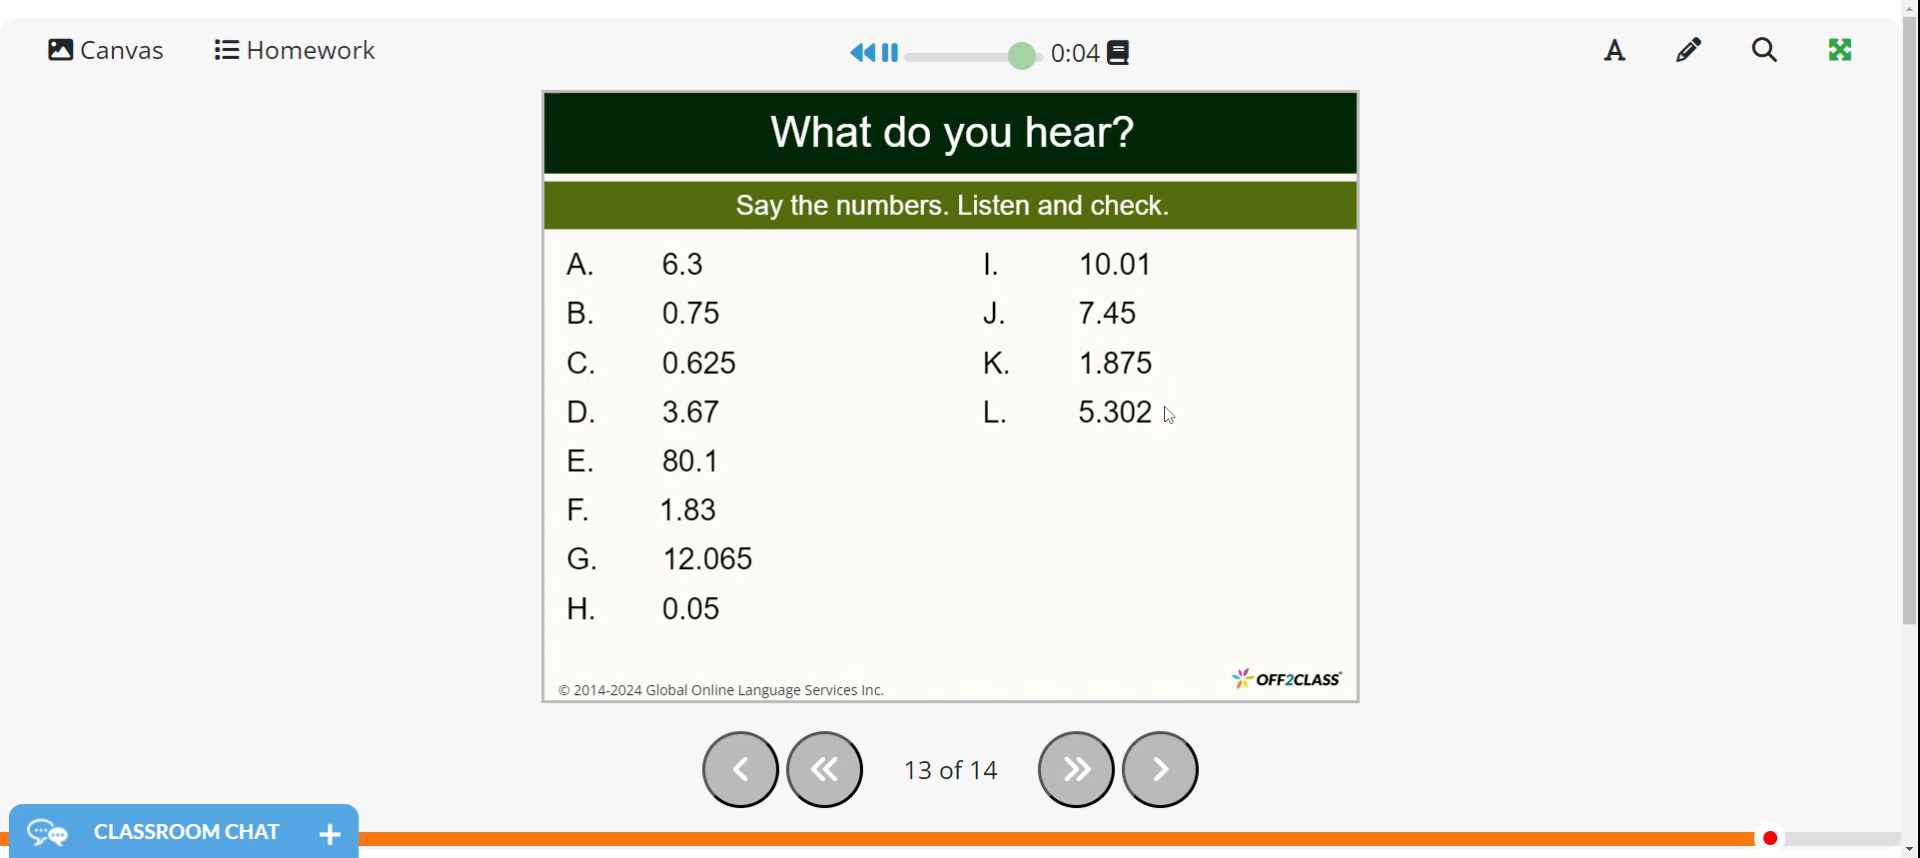 Canvas
Homework
0:04
A
What do you hear?
Say the numbers. Listen and check.
A. 6.3
B. 0.75
C. 0.625
D. 3.67
E. 80.1
F. 1.83
G. 12.065
H. 0.05
I. 10.01
J. 7.45
K. 1.875
L. 5.302
© 2014-2024 Global Online Language Services Inc.
OFF2CLASS
13 of 14
CLASSROOM CHAT +